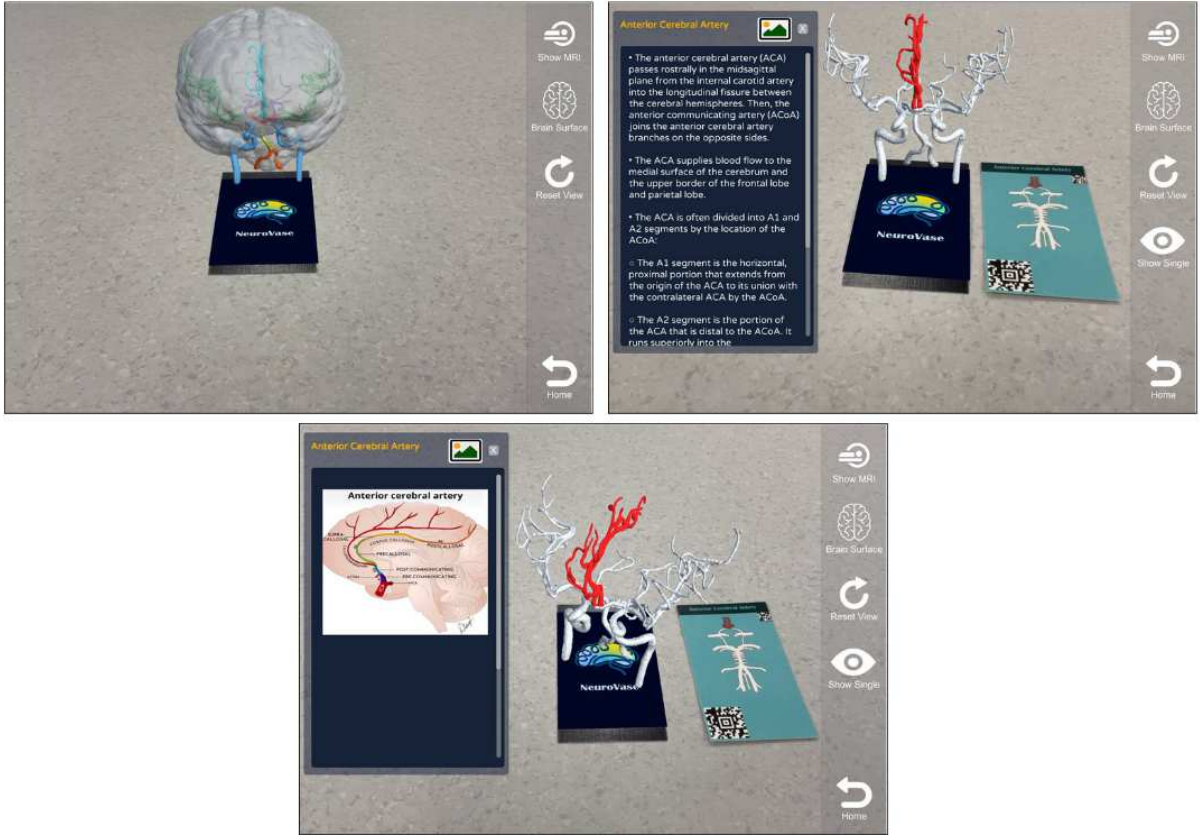 Show MRI
Brain Surface
Reset View
Home
NeuroVase
Anterior Cerebral Artery
X
• The anterior cerebral artery (ACA)
passes rostrally in the midsagittal
plane from the internal carotid artery
into the longitudinal fissure between
the cerebral hemispheres. Then, the
anterior communicating artery (ACoA)
joins the anterior cerebral artery
branches on the opposite sides.
• The ACA supplies blood flow to the
medial surface of the cerebrum and
the upper border of the frontal lobe
and parietal lobe.
• The ACA is often divided into A1 and
A2 segments by the location of the
ACoA:
○ The A1 segment is the horizontal,
proximal portion that extends from
the origin of the ACA to its union with
the contralateral ACA by the ACoA.
○ The A2 segment is the portion of
the ACA that is distal to the ACoA. It
runs superiorly into the
NeuroVase
Anterior Cerebral Artery
Show MRI
Brain Surface
Reset View
Show Single
Home
Anterior Cerebral Artery
X
Anterior cerebral artery
CORPUS CALLOSUM
PRECALLOSAL
POST COMMUNICATING
PRE COMMUNICATING
NeuroVase
Anterior Cerebral Artery
Show MRI
Brain Surface
Reset View
Show Single
Home